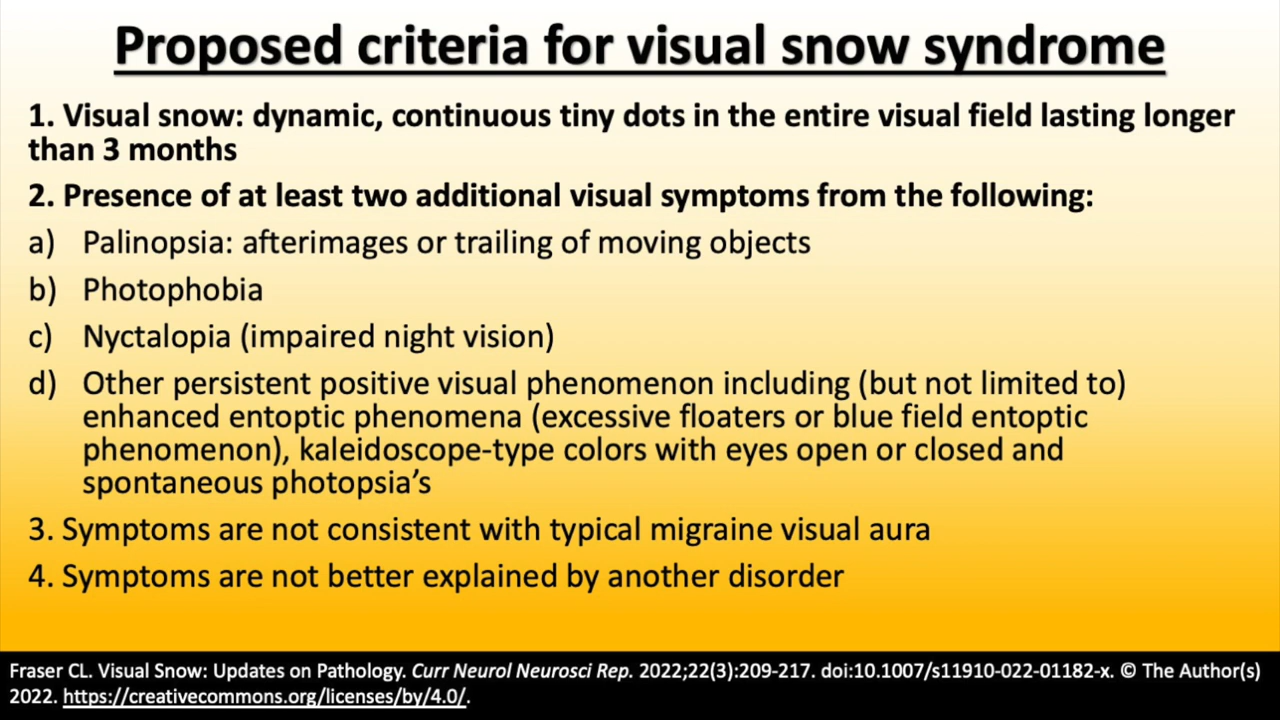 Proposed criteria for visual snow syndrome
1. Visual snow: dynamic, continuous tiny dots in the entire visual field lasting longer
than 3 months
2. Presence of at least two additional visual symptoms from the following:
a) Palinopsia: afterimages or trailing of moving objects
b) Photophobia
c) Nyctalopia (impaired night vision)
d) Other persistent positive visual phenomenon including (but not limited to)
enhanced entoptic phenomena (excessive floaters or blue field entoptic
phenomenon), kaleidoscope-type colors with eyes open or closed and
spontaneous photopsia’s
3. Symptoms are not consistent with typical migraine visual aura
4. Symptoms are not better explained by another disorder
Fraser CL. Visual Snow: Updates on Pathology. Curr Neurol Neurosci Rep. 2022;22(3):209-217. doi:10.1007/s11910-022-01182-x. © The Author(s)
2022. https://creativecommons.org/licenses/by/4.0/.